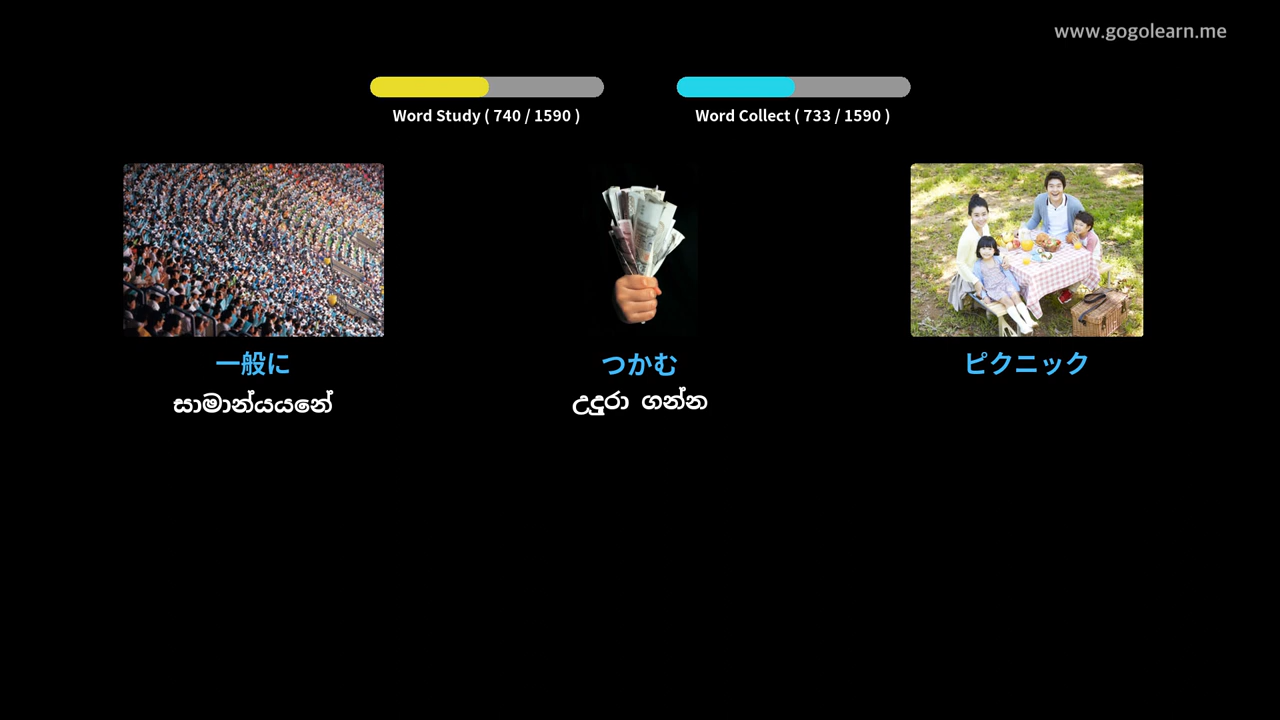 www.gogolearn.me
Word Study ( 740 / 1590 )
Word Collect ( 733 / 1590 )
一般に
つかむ
ピクニック
සාමාන්යයනේ
උදුරා ගන්න